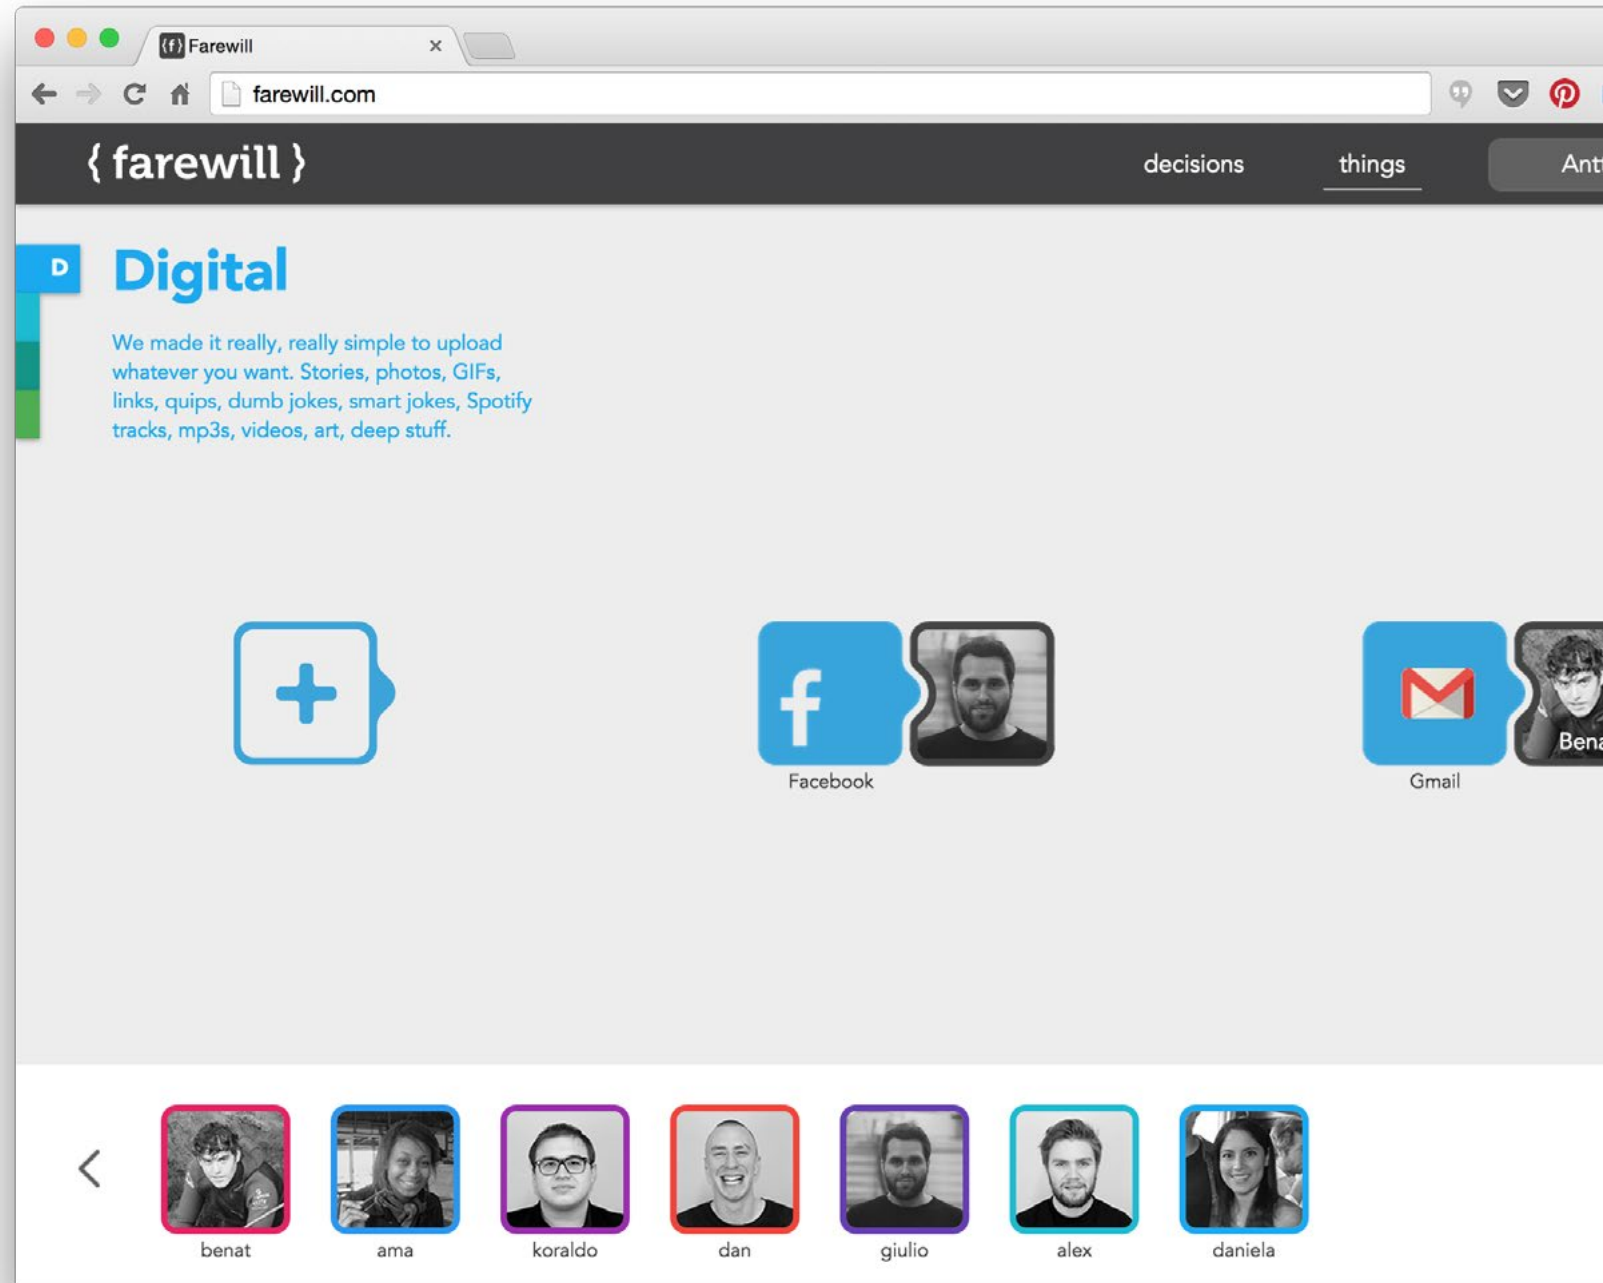 {f} Farewill
farewill.com
{ farewill }
decisions
things
Antt
D
Digital
We made it really, really simple to upload
whatever you want. Stories, photos, GIFs,
links, quips, dumb jokes, smart jokes, Spotify
tracks, mp3s, videos, art, deep stuff.
Bena
Facebook
Gmail
benat
ama
koraldo
dan
giulio
alex
daniela